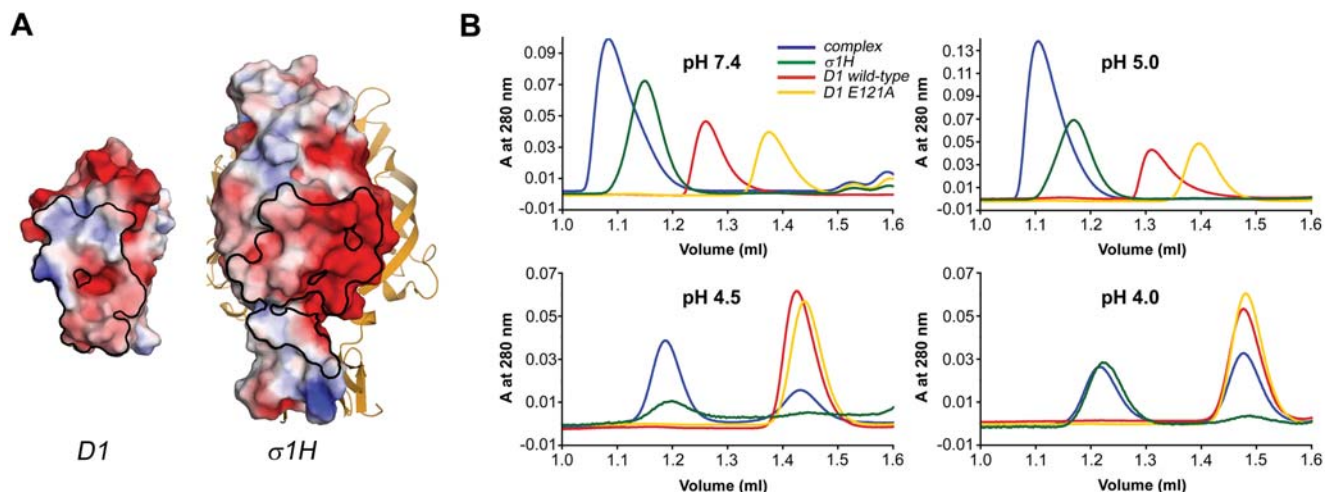 A
D1
σ1H
B
pH 7.4
complex
σ1H
D1 wild-type
D1 E121A
A at 280 nm
0.09
0.07
0.05
0.03
0.01
-0.01
1.0 1.1 1.2 1.3 1.4 1.5 1.6
Volume (ml)
pH 5.0
A at 280 nm
0.13
0.11
0.09
0.07
0.05
0.03
0.01
-0.01
1.0 1.1 1.2 1.3 1.4 1.5 1.6
Volume (ml)
pH 4.5
A at 280 nm
0.07
0.05
0.03
0.01
-0.01
1.0 1.1 1.2 1.3 1.4 1.5 1.6
Volume (ml)
pH 4.0
A at 280 nm
0.07
0.05
0.03
0.01
-0.01
1.0 1.1 1.2 1.3 1.4 1.5 1.6
Volume (ml)